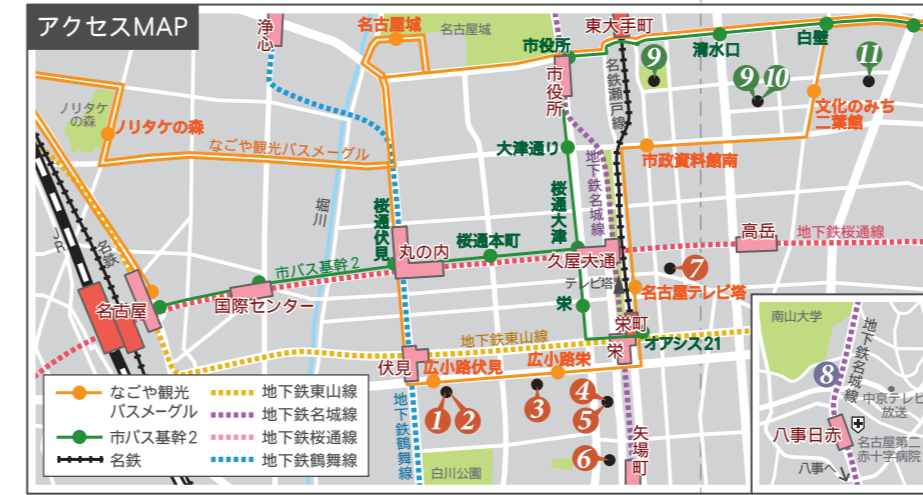 アクセスMAP
浄心
名古屋城
名古屋城
市役所
東大手町
清水口
白壁
市役所
名鉄瀬戸線
9
9
10
11
ノリタケの森
ノリタケの森
なごや観光バスメーグル
文化のみち
二葉館
大津通り
地下鉄名城線
市政資料館南
堀川
桜通伏見
桜通大津
JR
名鉄
丸の内
桜通本町
久屋大通
高岳
地下鉄桜通線
市バス基幹2
テレビ塔
7
名古屋テレビ塔
名古屋
国際センター
栄
栄町
オアシス21
地下鉄東山線
栄
伏見
広小路伏見
広小路栄
1
2
3
4
5
6
地下鉄鶴舞線
白川公園
矢場町
なごや観光
バスメーグル
市バス基幹2
名鉄
地下鉄東山線
地下鉄名城線
地下鉄桜通線
地下鉄鶴舞線
南山大学
地下鉄名城線
8
中京テレビ
放送
八事日赤
名古屋第二
赤十字病院
八事へ